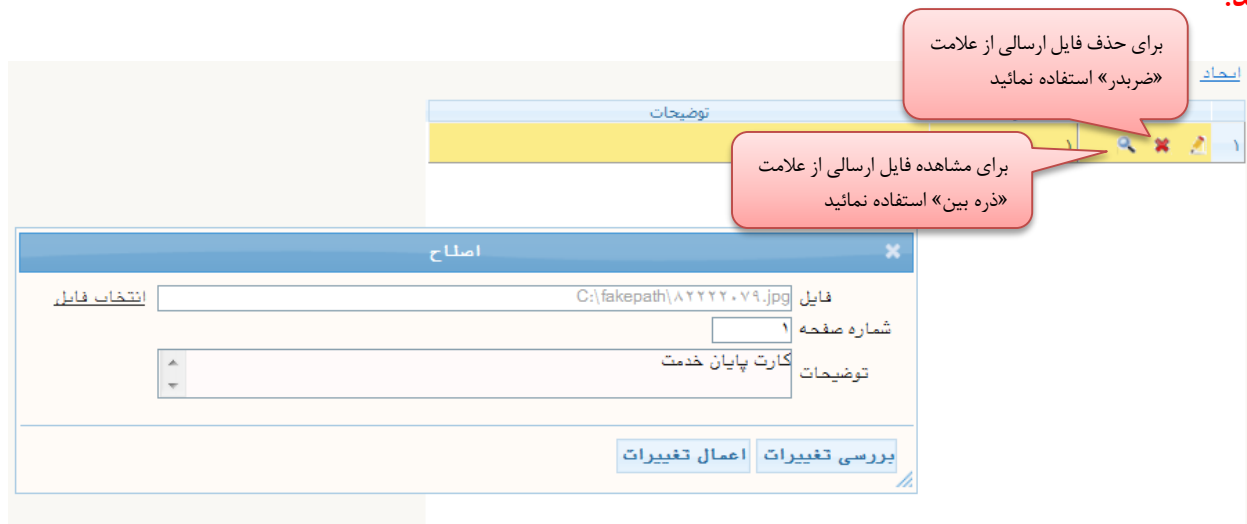 برای حذف فایل ارسالی از علامت
«ضربدر» استفاده نمائید
ایجاد
توضیحات
۱ ۱
برای مشاهده فایل ارسالی از علامت
«ذره بین» استفاده نمائید
اصلاح
فایل C:\fakepath\۸۲۲۲۲۰۷۹.jpg انتخاب فایل
شماره صفحه ۱
توضیحات کارت پایان خدمت
بررسی تغییرات اعمال تغییرات